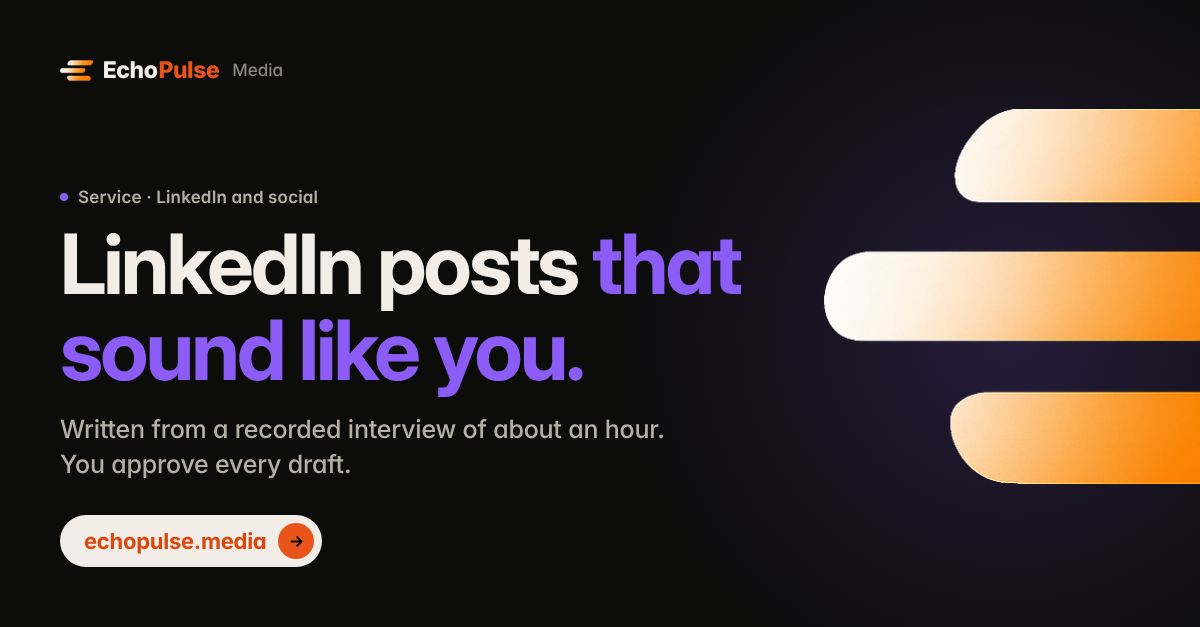 EchoPulse Media
Service · LinkedIn and social
LinkedIn posts that
sound like you.
Written from a recorded interview of about an hour.
You approve every draft.
echopulse.media →